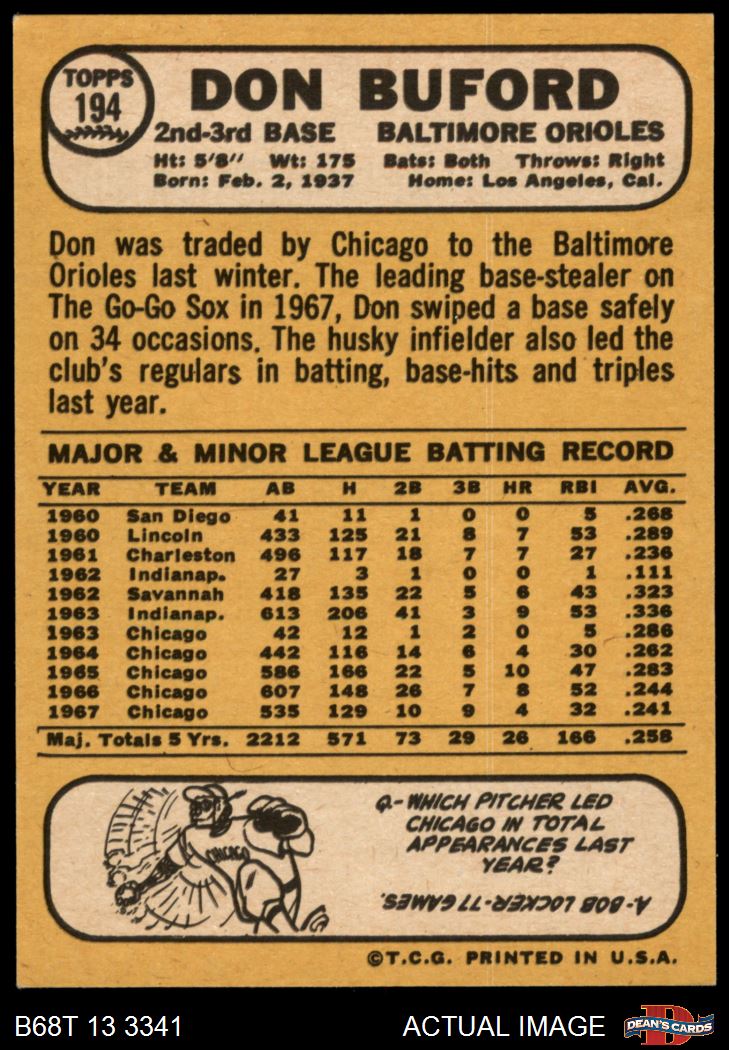 TOPPS
194
DON BUFORD
2nd-3rd BASE BALTIMORE ORIOLES
Ht: 5'8" Wt: 175 Bats: Both Throws: Right
Born: Feb. 2, 1937 Home: Los Angeles, Cal.
Don was traded by Chicago to the Baltimore
Orioles last winter. The leading base-stealer on
The Go-Go Sox in 1967, Don swiped a base safely
on 34 occasions. The husky infielder also led the
club's regulars in batting, base-hits and triples
last year.
MAJOR & MINOR LEAGUE BATTING RECORD
YEAR TEAM AB H 2B 3B HR RBI AVG.
1960 San Diego 41 11 1 0 0 5 .268
1960 Lincoln 433 125 21 8 7 53 .289
1961 Charleston 496 117 18 7 7 27 .236
1962 Indianap. 27 3 1 0 0 1 .111
1962 Savannah 418 135 22 5 6 43 .323
1963 Indianap. 613 206 41 3 9 53 .336
1963 Chicago 42 12 1 2 0 5 .286
1964 Chicago 442 116 14 6 4 30 .262
1965 Chicago 586 166 22 5 10 47 .283
1966 Chicago 607 148 26 7 8 52 .244
1967 Chicago 535 129 10 9 4 32 .241
Maj. Totals 5 Yrs. 2212 571 73 29 26 166 .258
CHICAGO
Q-WHICH PITCHER LED
CHICAGO IN TOTAL
APPEARANCES LAST
YEAR?
A-BOB LOCKER-77 GAMES.
©T.C.G. PRINTED IN U.S.A.
B68T 13 3341 ACTUAL IMAGE DEAN'S CARDS